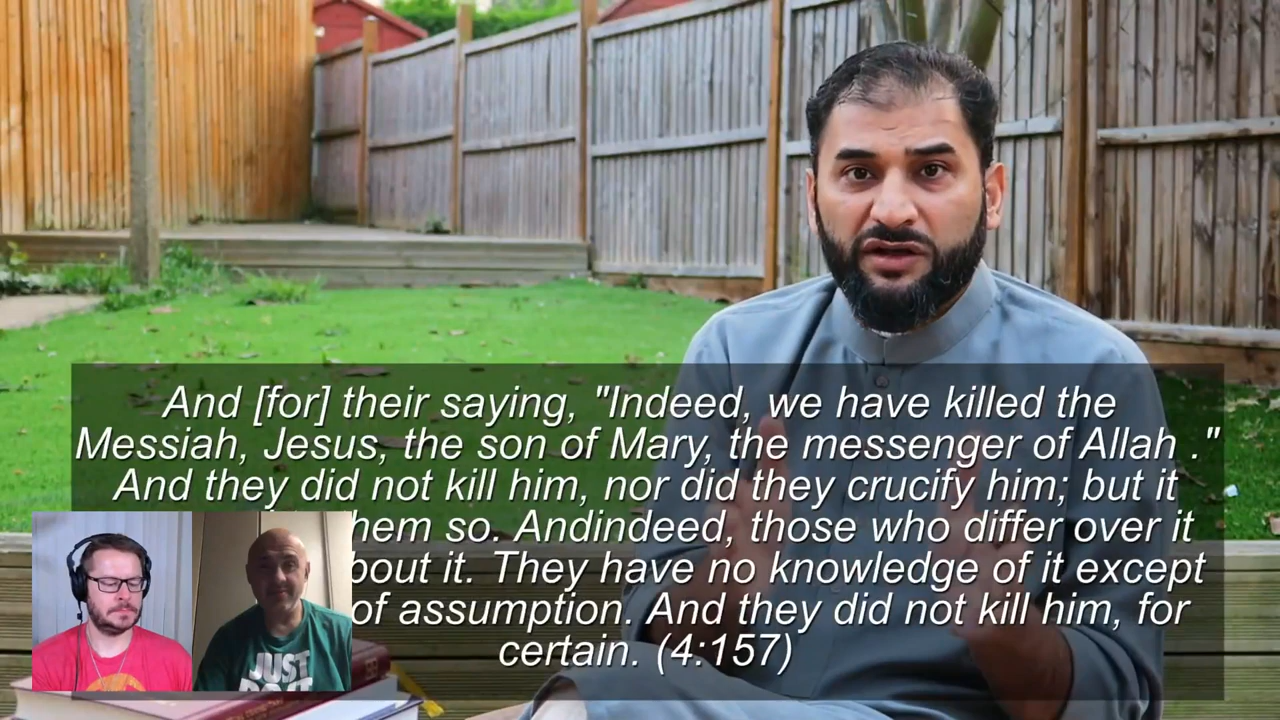 And [for] their saying, "Indeed, we have killed the
Messiah, Jesus, the son of Mary, the messenger of Allah ."
And they did not kill him, nor did they crucify him; but it
hem so. Andindeed, those who differ over it
bout it. They have no knowledge of it except
of assumption. And they did not kill him, for
certain. (4:157)
JUST